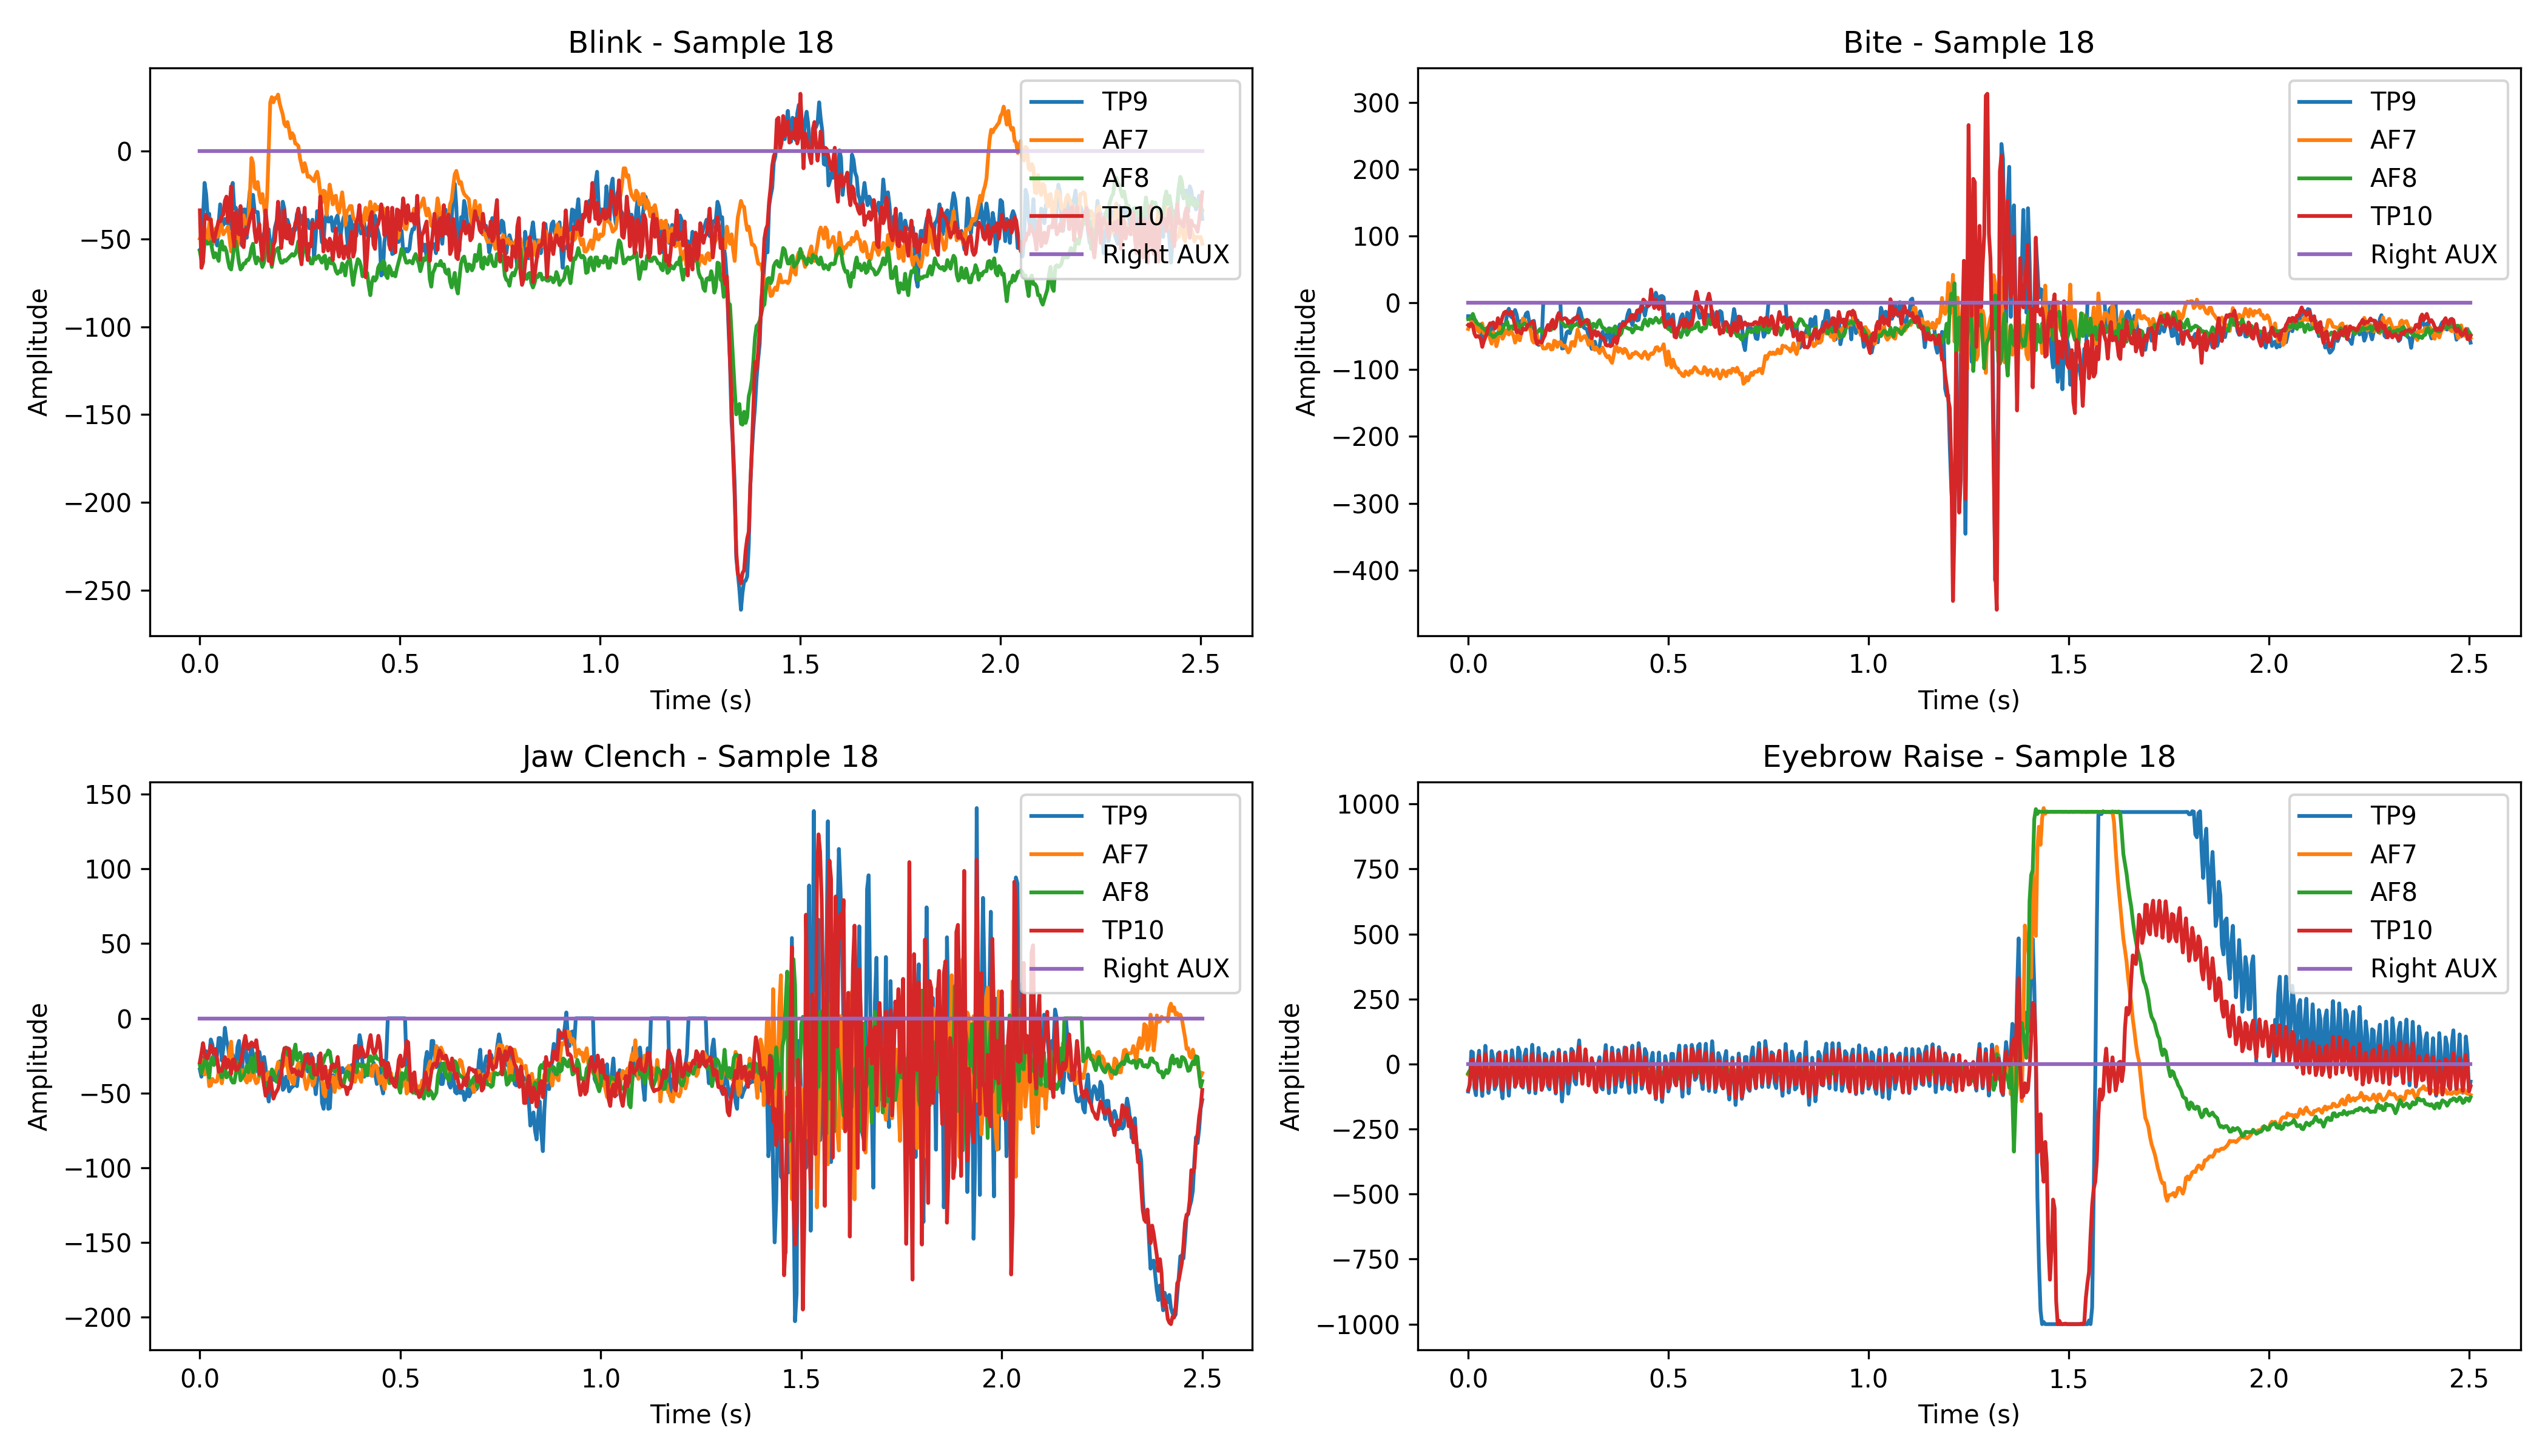 Blink - Sample 18
Amplitude
0
−50
−100
−150
−200
−250
0.0 0.5 1.0 1.5 2.0 2.5
Time (s)
TP9
AF7
AF8
TP10
Right AUX
Bite - Sample 18
Amplitude
300
200
100
0
−100
−200
−300
−400
0.0 0.5 1.0 1.5 2.0 2.5
Time (s)
TP9
AF7
AF8
TP10
Right AUX
Jaw Clench - Sample 18
Amplitude
150
100
50
0
−50
−100
−150
−200
0.0 0.5 1.0 1.5 2.0 2.5
Time (s)
TP9
AF7
AF8
TP10
Right AUX
Eyebrow Raise - Sample 18
Amplitude
1000
750
500
250
0
−250
−500
−750
−1000
0.0 0.5 1.0 1.5 2.0 2.5
Time (s)
TP9
AF7
AF8
TP10
Right AUX